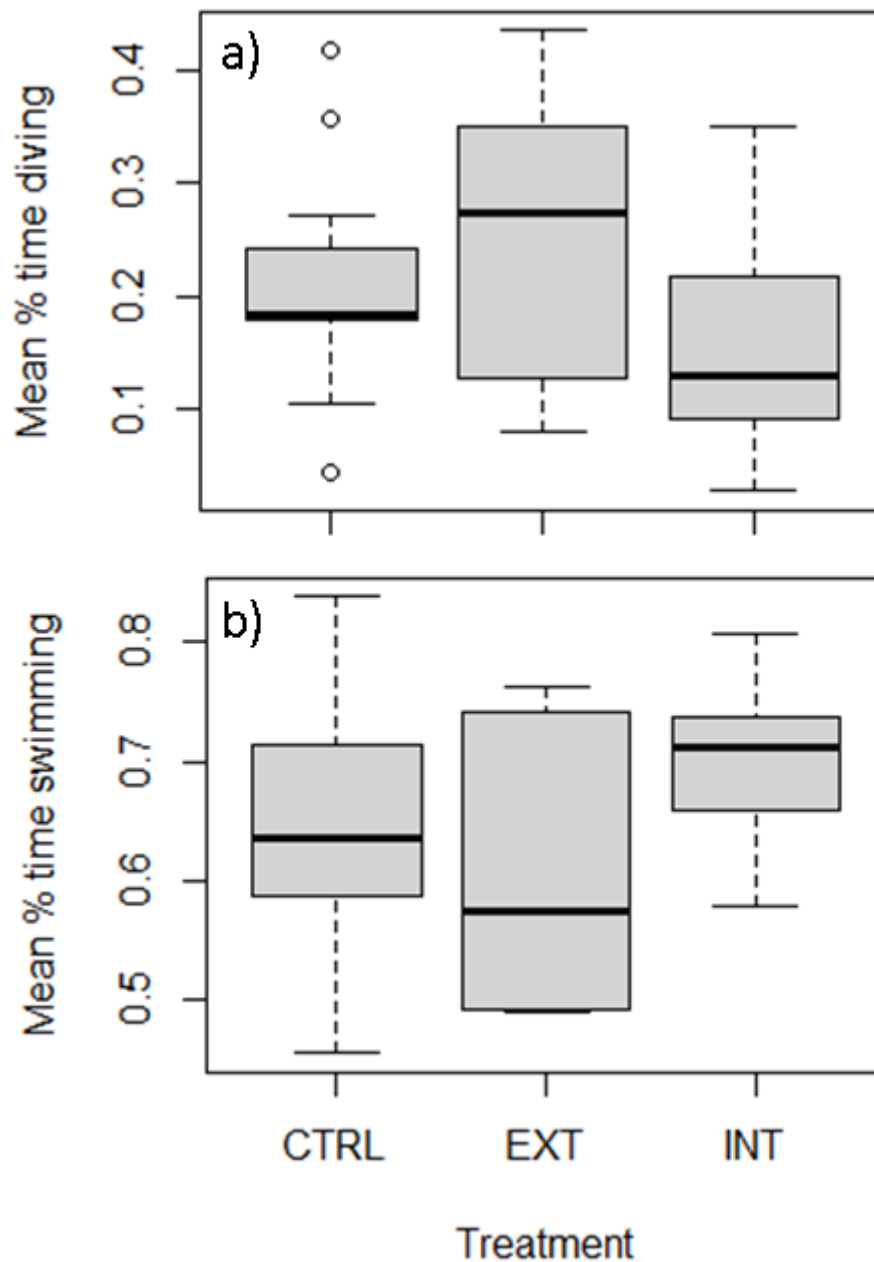 a)
Mean % time diving
0.4
0.3
0.2
0.1
b)
Mean % time swimming
0.8
0.7
0.6
0.5
CTRL EXT INT
Treatment